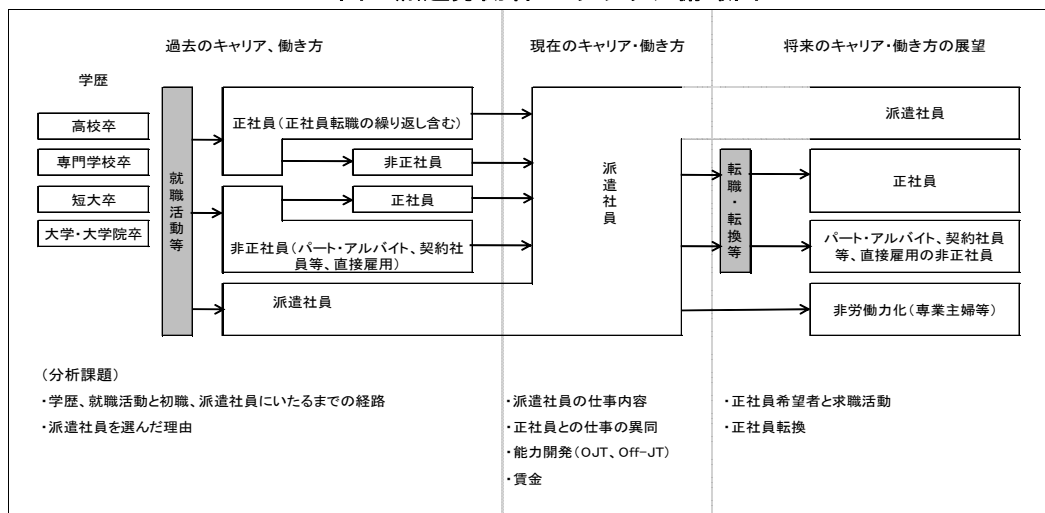 過去のキャリア、働き方
現在のキャリア・働き方
将来のキャリア・働き方の展望
学歴
高校卒
専門学校卒
短大卒
大学・大学院卒
就職活動等
正社員(正社員転職の繰り返し含む)
非正社員
正社員
非正社員(パート・アルバイト、契約社
員等、直接雇用)
派遣社員
派遣社員
転職・転換等
派遣社員
正社員
パート・アルバイト、契約社員
等、直接雇用の非正社員
非労働力化(専業主婦等)
(分析課題)
・学歴、就職活動と初職、派遣社員にいたるまでの経路
・派遣社員を選んだ理由
・派遣社員の仕事内容
・正社員との仕事の異同
・能力開発(OJT、Off-JT)
・賃金
・正社員希望者と求職活動
・正社員転換